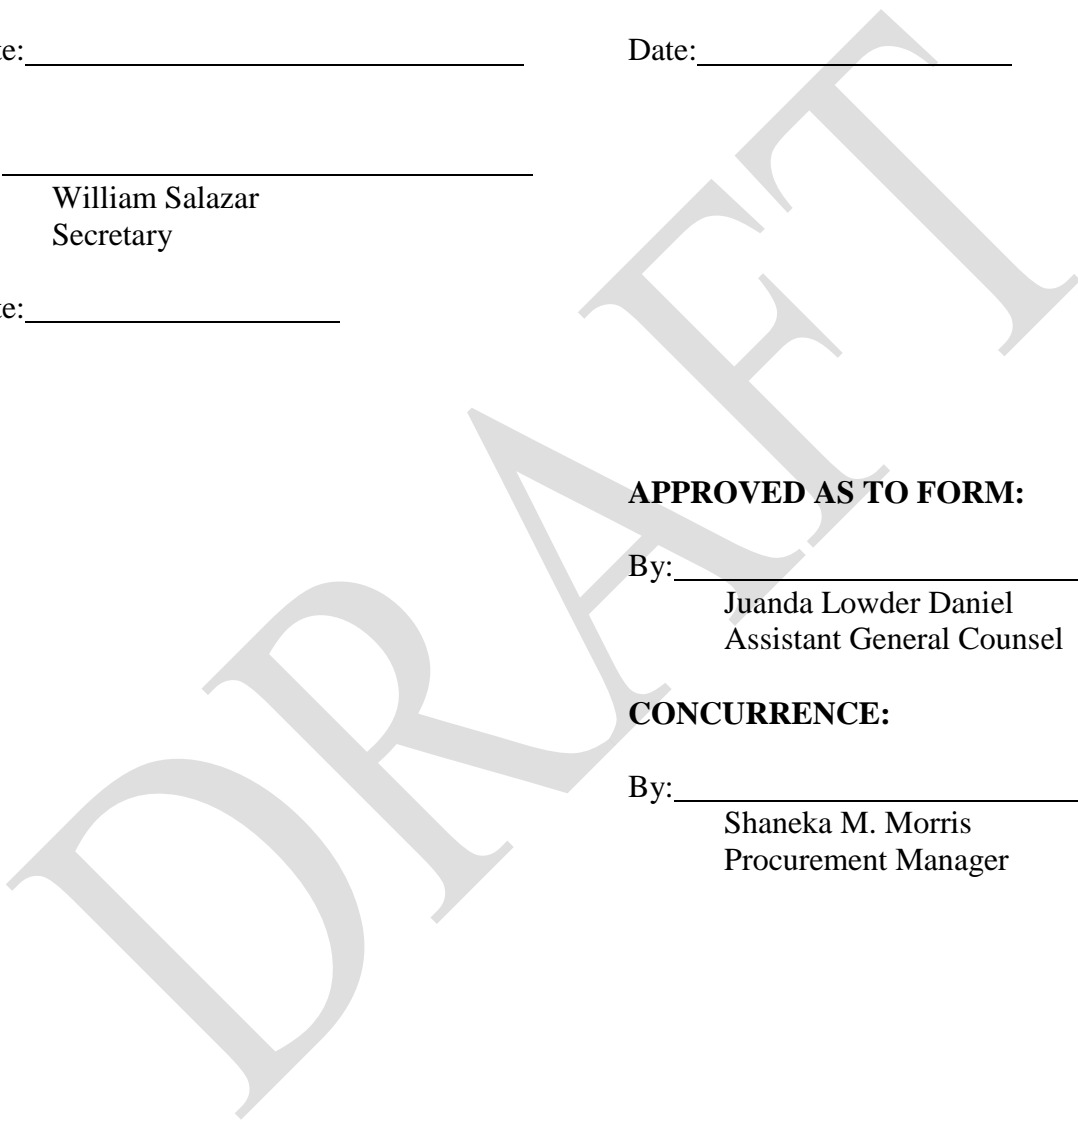 te:
Date:
William Salazar
Secretary
te:
APPROVED AS TO FORM:
By:
Juanda Lowder Daniel
Assistant General Counsel
CONCURRENCE:
By:
Shaneka M. Morris
Procurement Manager
DRAFT